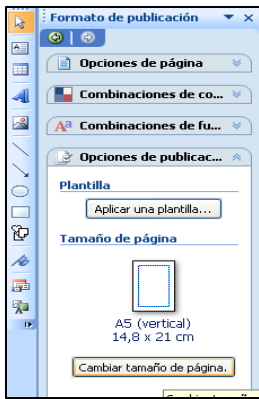 Formato de publicación
Opciones de página
Combinaciones de co...
Aa Combinaciones de fu...
Opciones de publicac...
Plantilla
Aplicar una plantilla...
Tamaño de página
A5 (vertical)
14,8 x 21 cm
Cambiar tamaño de página.